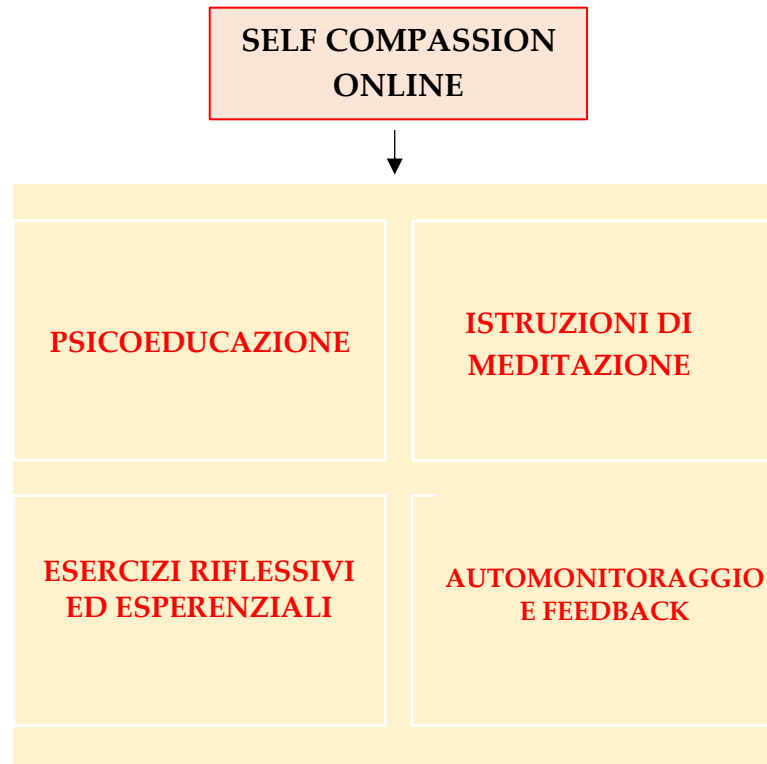 SELF COMPASSION
ONLINE
PSICOEDUCAZIONE
ISTRUZIONI DI
MEDITAZIONE
ESERCIZI RIFLESSIVI
ED ESPERENZIALI
AUTOMONITORAGGIO
E FEEDBACK